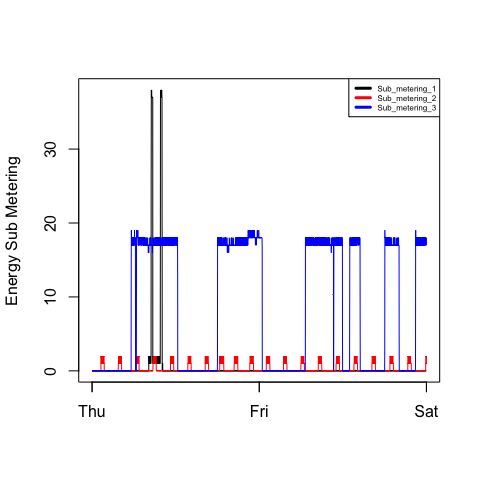 Sub_metering_1
Sub_metering_2
Sub_metering_3
Energy Sub Metering
30
20
10
0
Thu Fri Sat